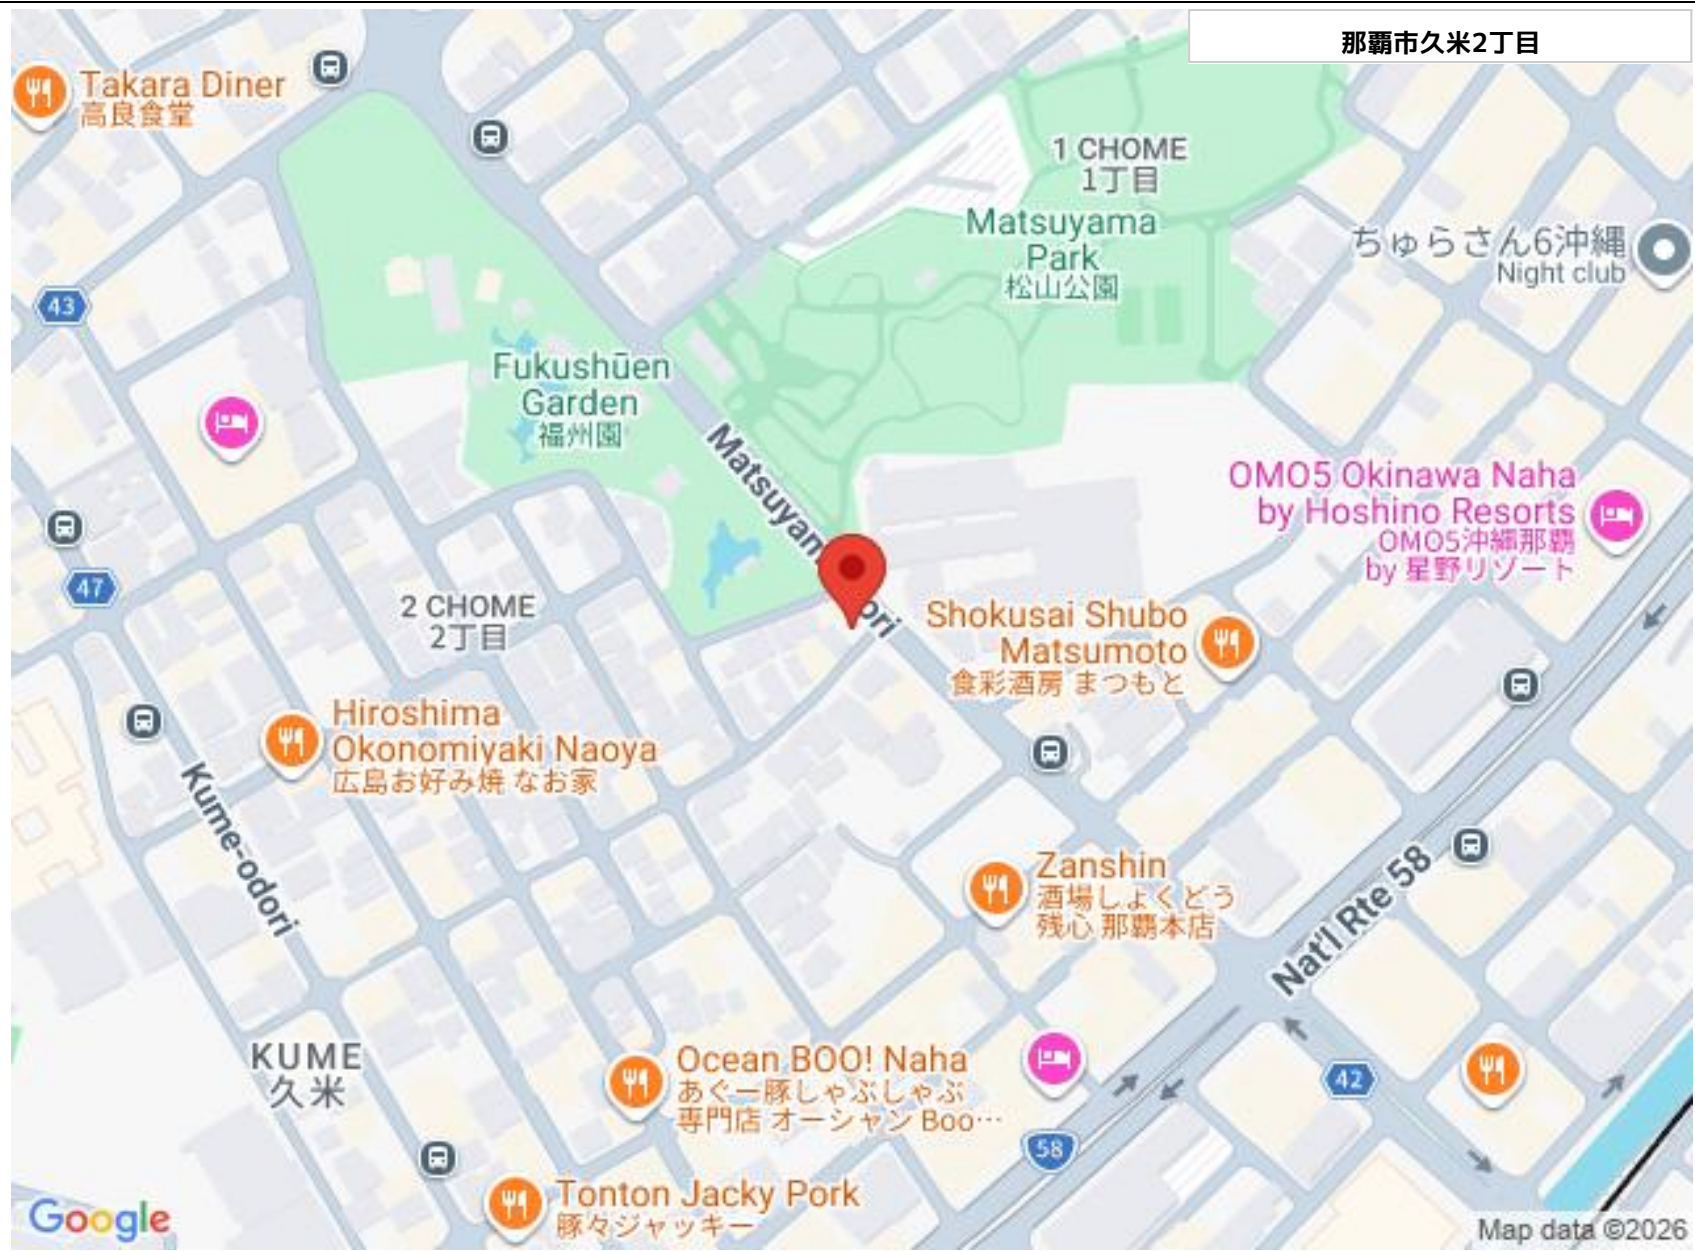 那覇市久米2丁目
Takara Diner
高良食堂
1 CHOME
1丁目
Matsuyama
Park
松山公園
ちゅらさん6沖縄
Night club
43
Fukushūen
Garden
福州園
Matsuyam
ori
OMO5 Okinawa Naha
by Hoshino Resorts
OMO5沖縄那覇
by 星野リゾート
47
2 CHOME
2丁目
Shokusai Shubo
Matsumoto
食彩酒房 まつもと
Hiroshima
Okonomiyaki Naoya
広島お好み焼 なお家
Kume-odori
Zanshin
酒場しょくどう
残心 那覇本店
Nat'l Rte 58
KUME
久米
Ocean BOO! Naha
あぐー豚しゃぶしゃぶ
専門店 オーシャン Boo…
42
58
Tonton Jacky Pork
豚々ジャッキー
Google
Map data ©2026